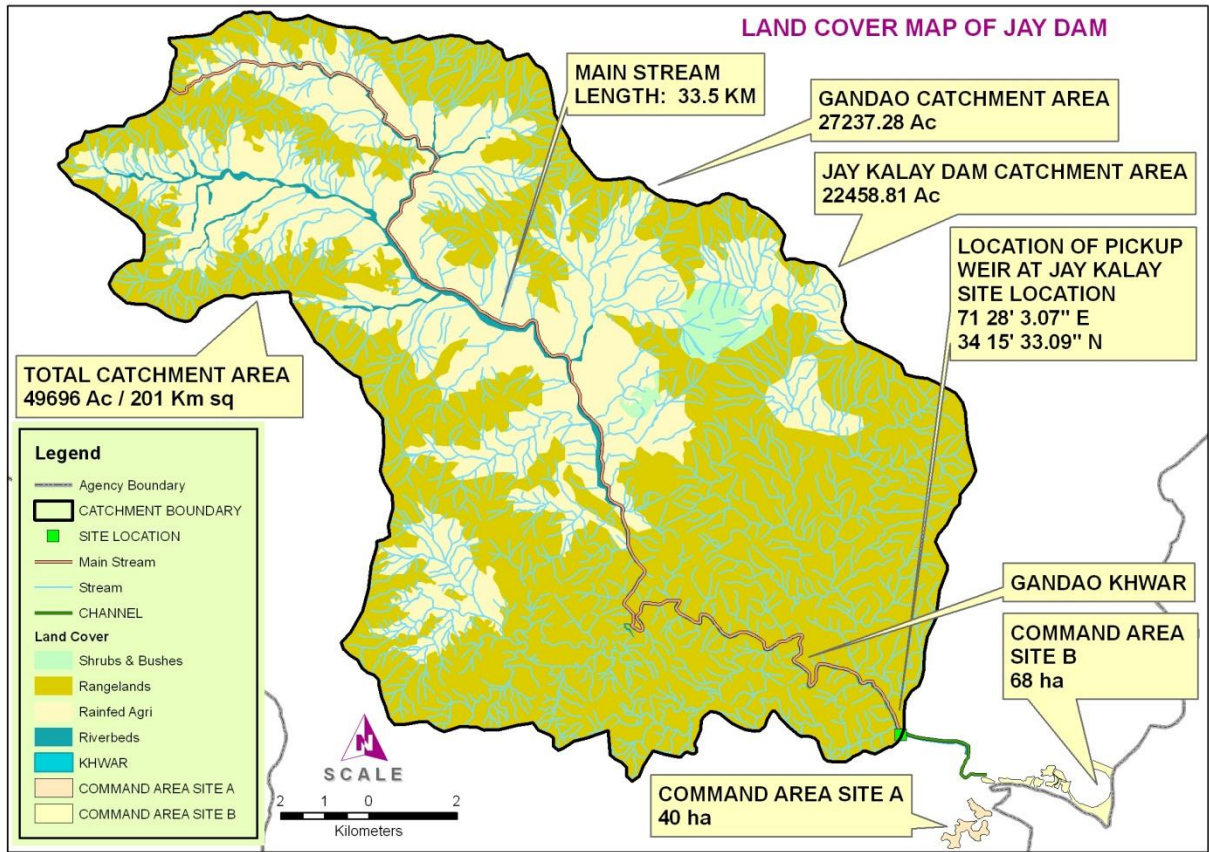 LAND COVER MAP OF JAY DAM
MAIN STREAM
LENGTH: 33.5 KM
GANDAO CATCHMENT AREA
27237.28 Ac
JAY KALAY DAM CATCHMENT AREA
22458.81 Ac
LOCATION OF PICKUP
WEIR AT JAY KALAY
SITE LOCATION
71 28' 3.07" E
34 15' 33.09" N
TOTAL CATCHMENT AREA
49696 Ac / 201 Km sq
Legend
Agency Boundary
CATCHMENT BOUNDARY
SITE LOCATION
Main Stream
Stream
CHANNEL
Land Cover
Shrubs & Bushes
Rangelands
Rainfed Agri
Riverbeds
KHWAR
COMMAND AREA SITE A
COMMAND AREA SITE B
N
SCALE
2 1 0 2
Kilometers
GANDAO KHWAR
COMMAND AREA
SITE B
68 ha
COMMAND AREA SITE A
40 ha